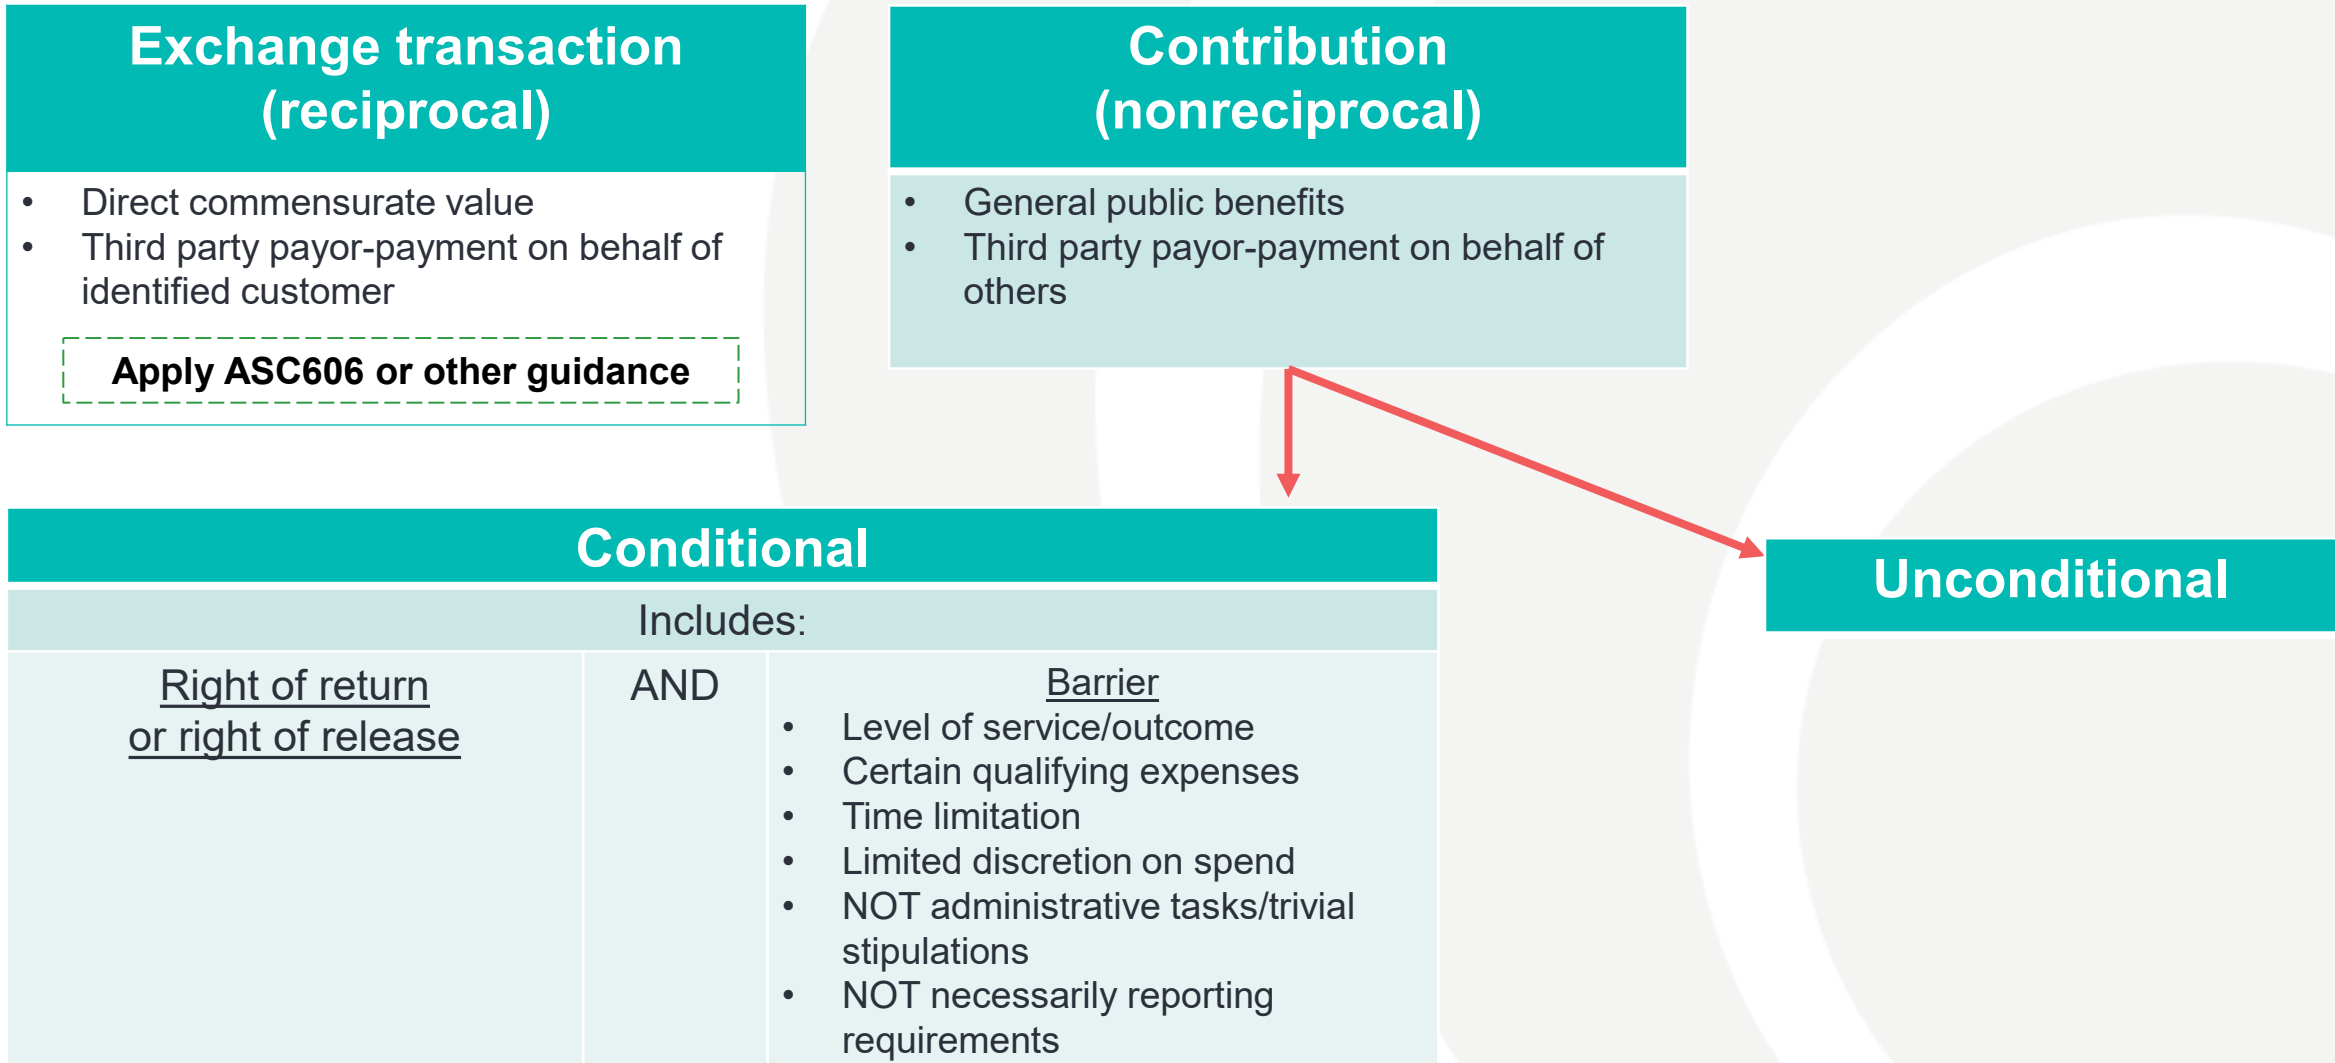 Exchange transaction
(reciprocal)
• Direct commensurate value
• Third party payor-payment on behalf of
identified customer
Apply ASC606 or other guidance
Contribution
(nonreciprocal)
• General public benefits
• Third party payor-payment on behalf of
others
Conditional
Includes:
Right of return
or right of release
AND
Barrier
• Level of service/outcome
• Certain qualifying expenses
• Time limitation
• Limited discretion on spend
• NOT administrative tasks/trivial
stipulations
• NOT necessarily reporting
requirements
Unconditional